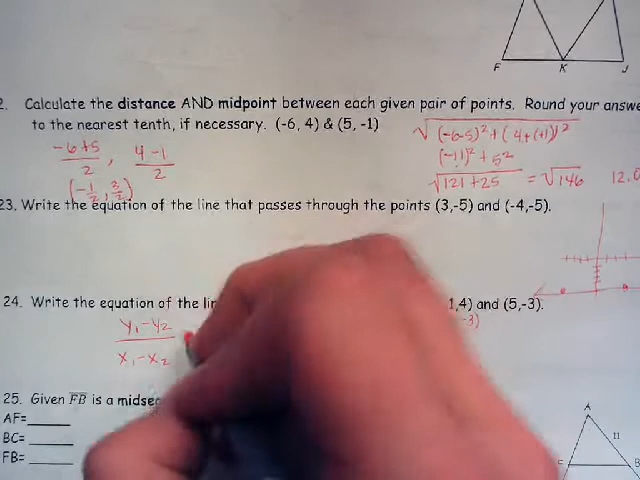 F K J
2. Calculate the distance AND midpoint between each given pair of points. Round your answe
to the nearest tenth, if necessary. (-6, 4) & (5, -1)
√(-6-5)²+(4+(+1))²
-6+5/2 , 4-1/2
(-11)² + 5²
√121+25 = √146 12.0
(-1/2, 3/2)
23. Write the equation of the line that passes through the points (3,-5) and (-4,-5).
24. Write the equation of the lin 1,4) and (5,-3).
y₁-y₂ -3)
x₁-x₂
25. Given FB is a midseg
AF=
BC=
FB=
A
11
F B